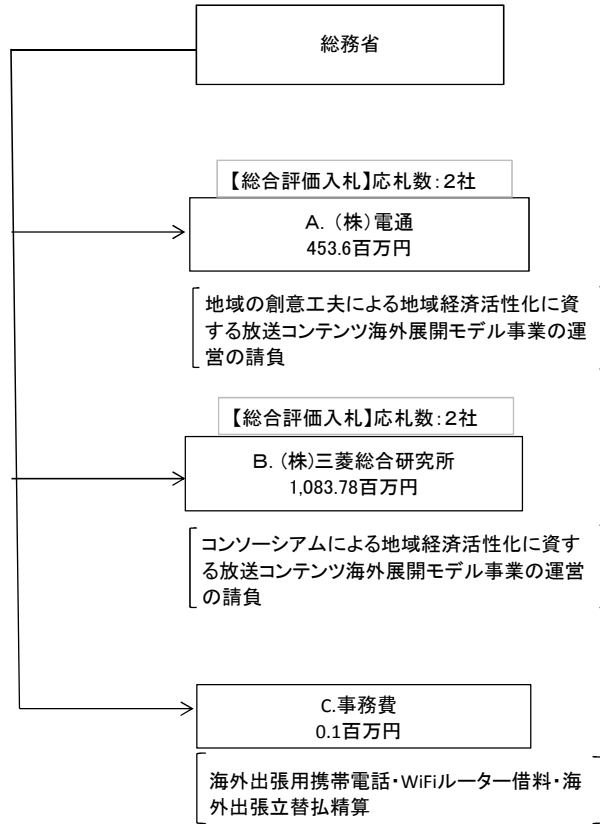 総務省
【総合評価入札】応札数：２社
Ａ．（株）電通
453.6百万円
地域の創意工夫による地域経済活性化に資
する放送コンテンツ海外展開モデル事業の運
営の請負
【総合評価入札】応札数：２社
Ｂ．（株）三菱総合研究所
1,083.78百万円
コンソーシアムによる地域経済活性化に資す
る放送コンテンツ海外展開モデル事業の運営
の請負
C.事務費
0.1百万円
海外出張用携帯電話・WiFiルーター借料・海
外出張立替払精算